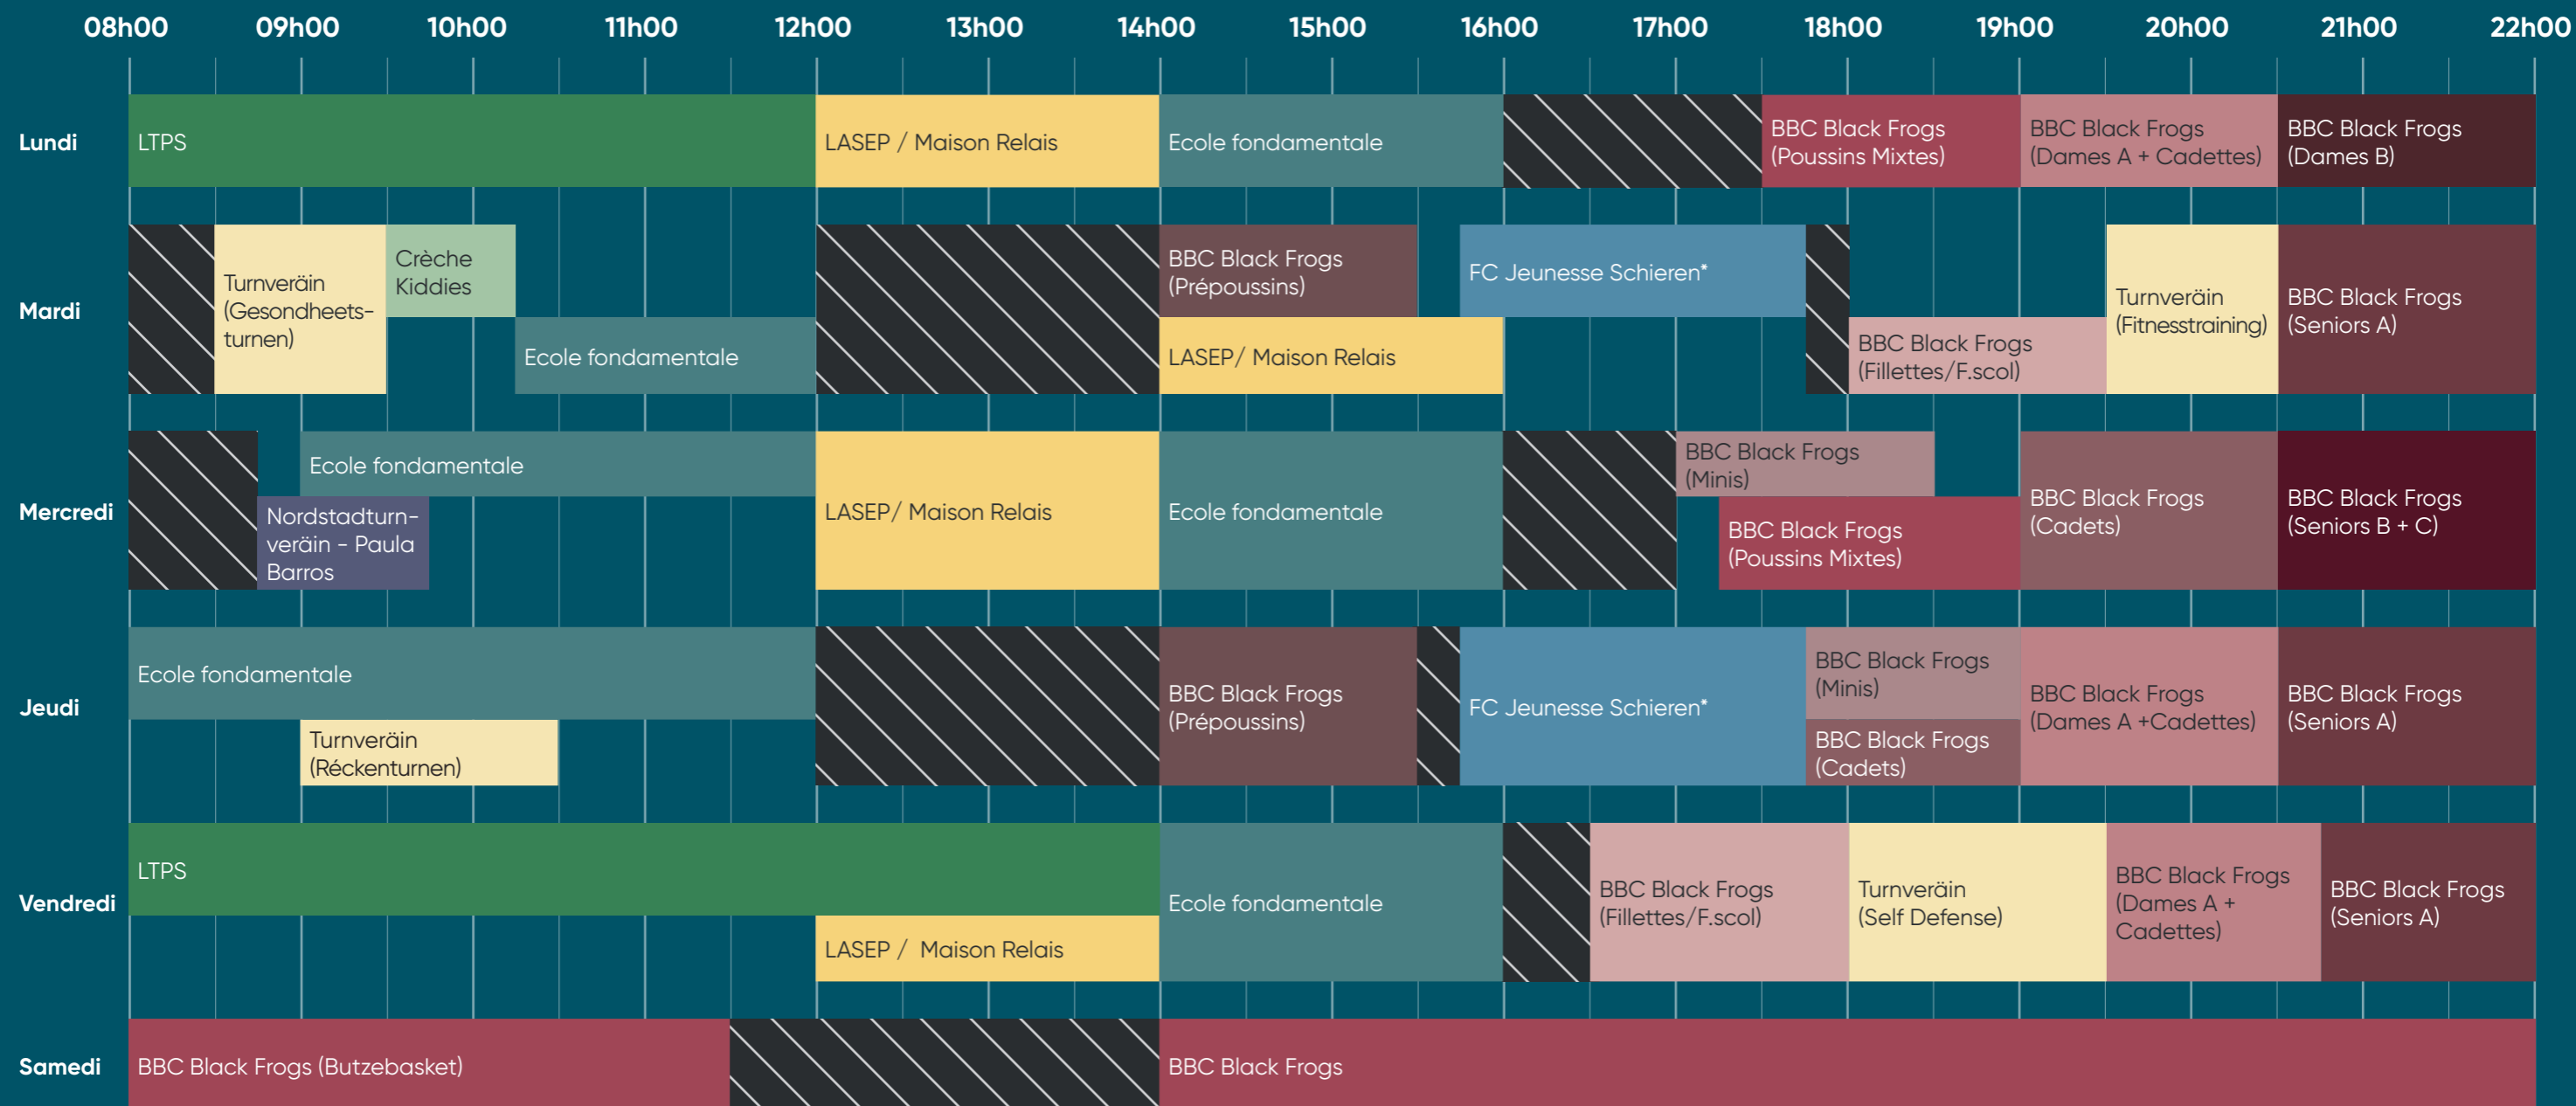 08h00 09h00 10h00 11h00 12h00 13h00 14h00 15h00 16h00 17h00 18h00 19h00 20h00 21h00 22h00
Lundi
LTPS
LASEP / Maison Relais
Ecole fondamentale
BBC Black Frogs
(Poussins Mixtes)
BBC Black Frogs
(Dames A + Cadettes)
BBC Black Frogs
(Dames B)
Mardi
Turnveräin
(Gesondheets-
turnen)
Crèche
Kiddies
Ecole fondamentale
BBC Black Frogs
(Prépoussins)
LASEP/ Maison Relais
FC Jeunesse Schieren*
BBC Black Frogs
(Fillettes/F.scol)
Turnveräin
(Fitnesstraining)
BBC Black Frogs
(Seniors A)
Mercredi
Ecole fondamentale
Nordstadturn-
veräin - Paula
Barros
LASEP/ Maison Relais
Ecole fondamentale
BBC Black Frogs
(Minis)
BBC Black Frogs
(Poussins Mixtes)
BBC Black Frogs
(Cadets)
BBC Black Frogs
(Seniors B + C)
Jeudi
Ecole fondamentale
Turnveräin
(Réckenturnen)
BBC Black Frogs
(Prépoussins)
FC Jeunesse Schieren*
BBC Black Frogs
(Minis)
BBC Black Frogs
(Cadets)
BBC Black Frogs
(Dames A +Cadettes)
BBC Black Frogs
(Seniors A)
Vendredi
LTPS
LASEP / Maison Relais
Ecole fondamentale
BBC Black Frogs
(Fillettes/F.scol)
Turnveräin
(Self Defense)
BBC Black Frogs
(Dames A +
Cadettes)
BBC Black Frogs
(Seniors A)
Samedi
BBC Black Frogs (Butzebasket)
BBC Black Frogs